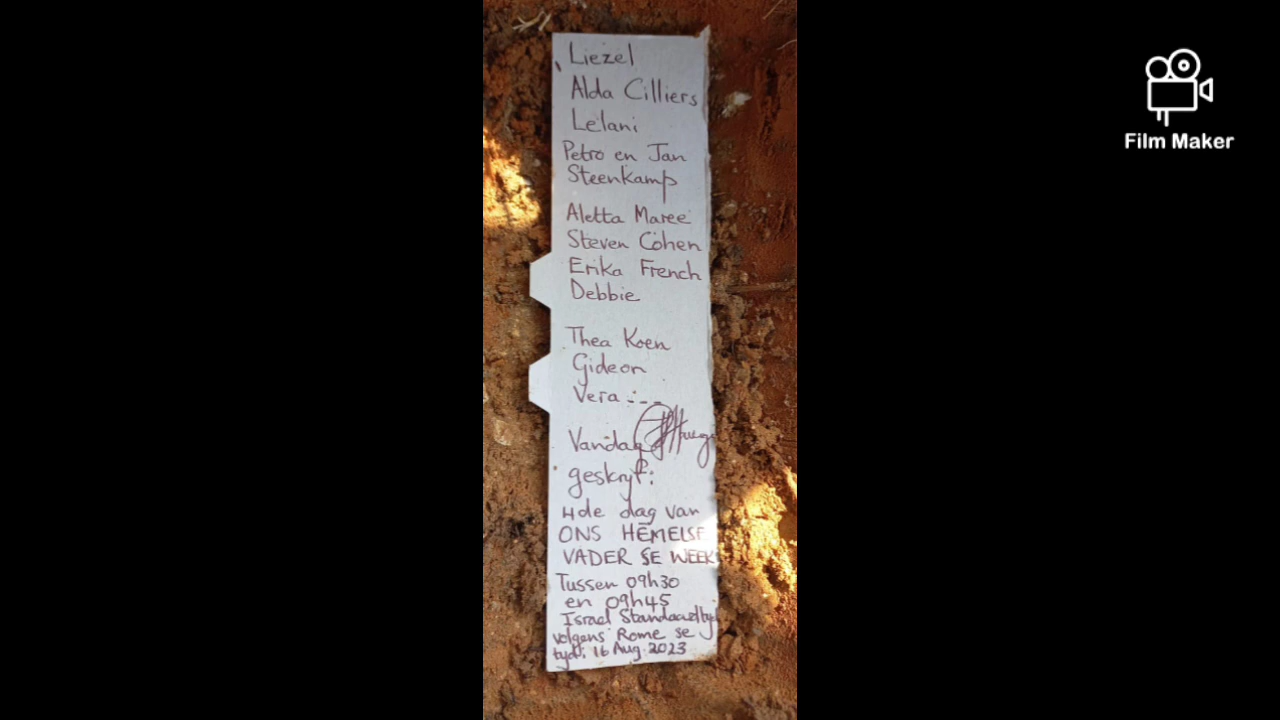 Liezel
Alda Cilliers
Lelani
Petro en Jan
Steenkamp
Aletta Maree
Steven Cohen
Erika French
Debbie
Thea Koen
Gideon
Vera :--
Vandag
geskryf:
4de dag van
ONS HEMELSE
VADER SE WEEK
Tussen 09h30
en 09h45
Israel Standaardtyd
volgens Rome se
tyd: 16 Aug 2023
Film Maker